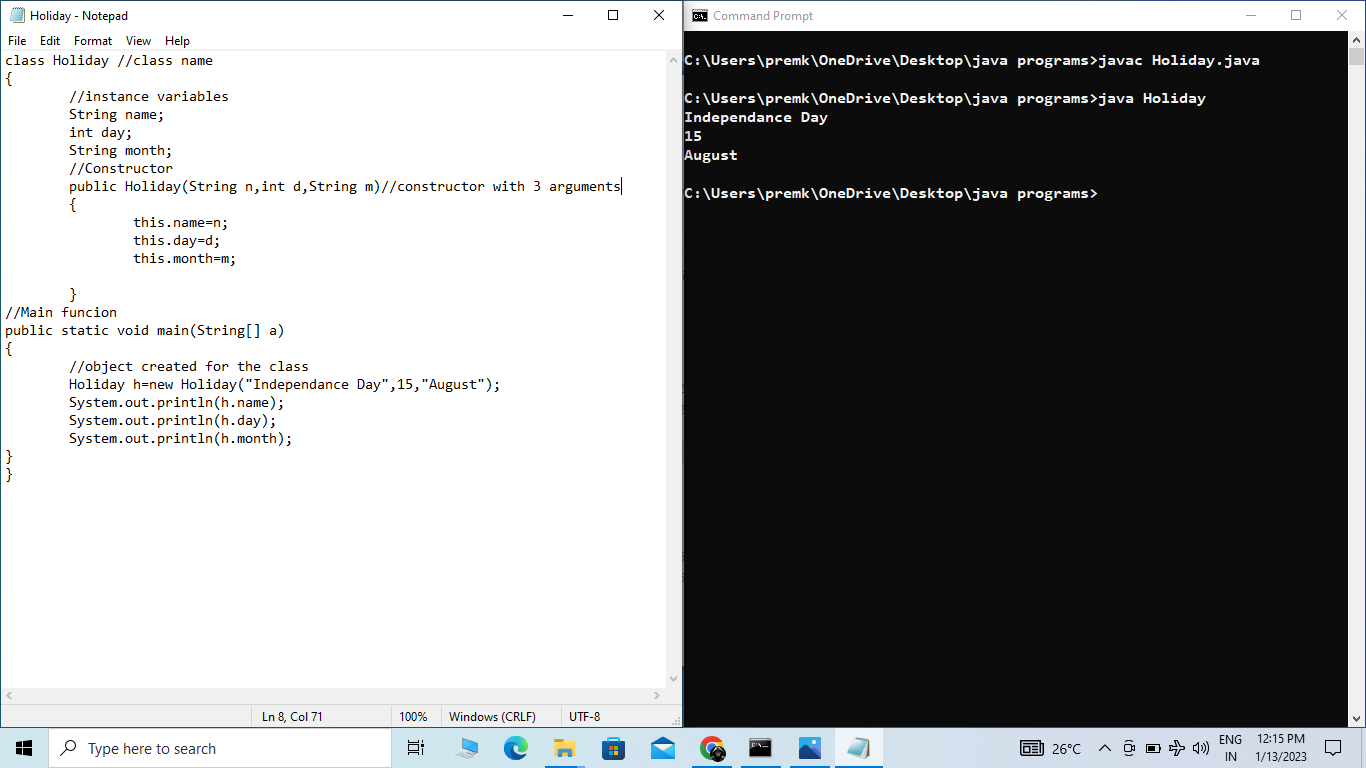 Holiday - Notepad
File Edit Format View Help
class Holiday //class name
{
        //instance variables
        String name;
        int day;
        String month;
        //Constructor
        public Holiday(String n,int d,String m)//constructor with 3 arguments
        {
                this.name=n;
                this.day=d;
                this.month=m;

        }
//Main funcion
public static void main(String[] a)
{
        //object created for the class
        Holiday h=new Holiday("Independance Day",15,"August");
        System.out.println(h.name);
        System.out.println(h.day);
        System.out.println(h.month);
}
}
Ln 8, Col 71 100% Windows (CRLF) UTF-8
Command Prompt
C:\Users\premk\OneDrive\Desktop\java programs>javac Holiday.java
C:\Users\premk\OneDrive\Desktop\java programs>java Holiday
Independance Day
15
August
C:\Users\premk\OneDrive\Desktop\java programs>
Type here to search
26°C
ENG
IN
12:15 PM
1/13/2023